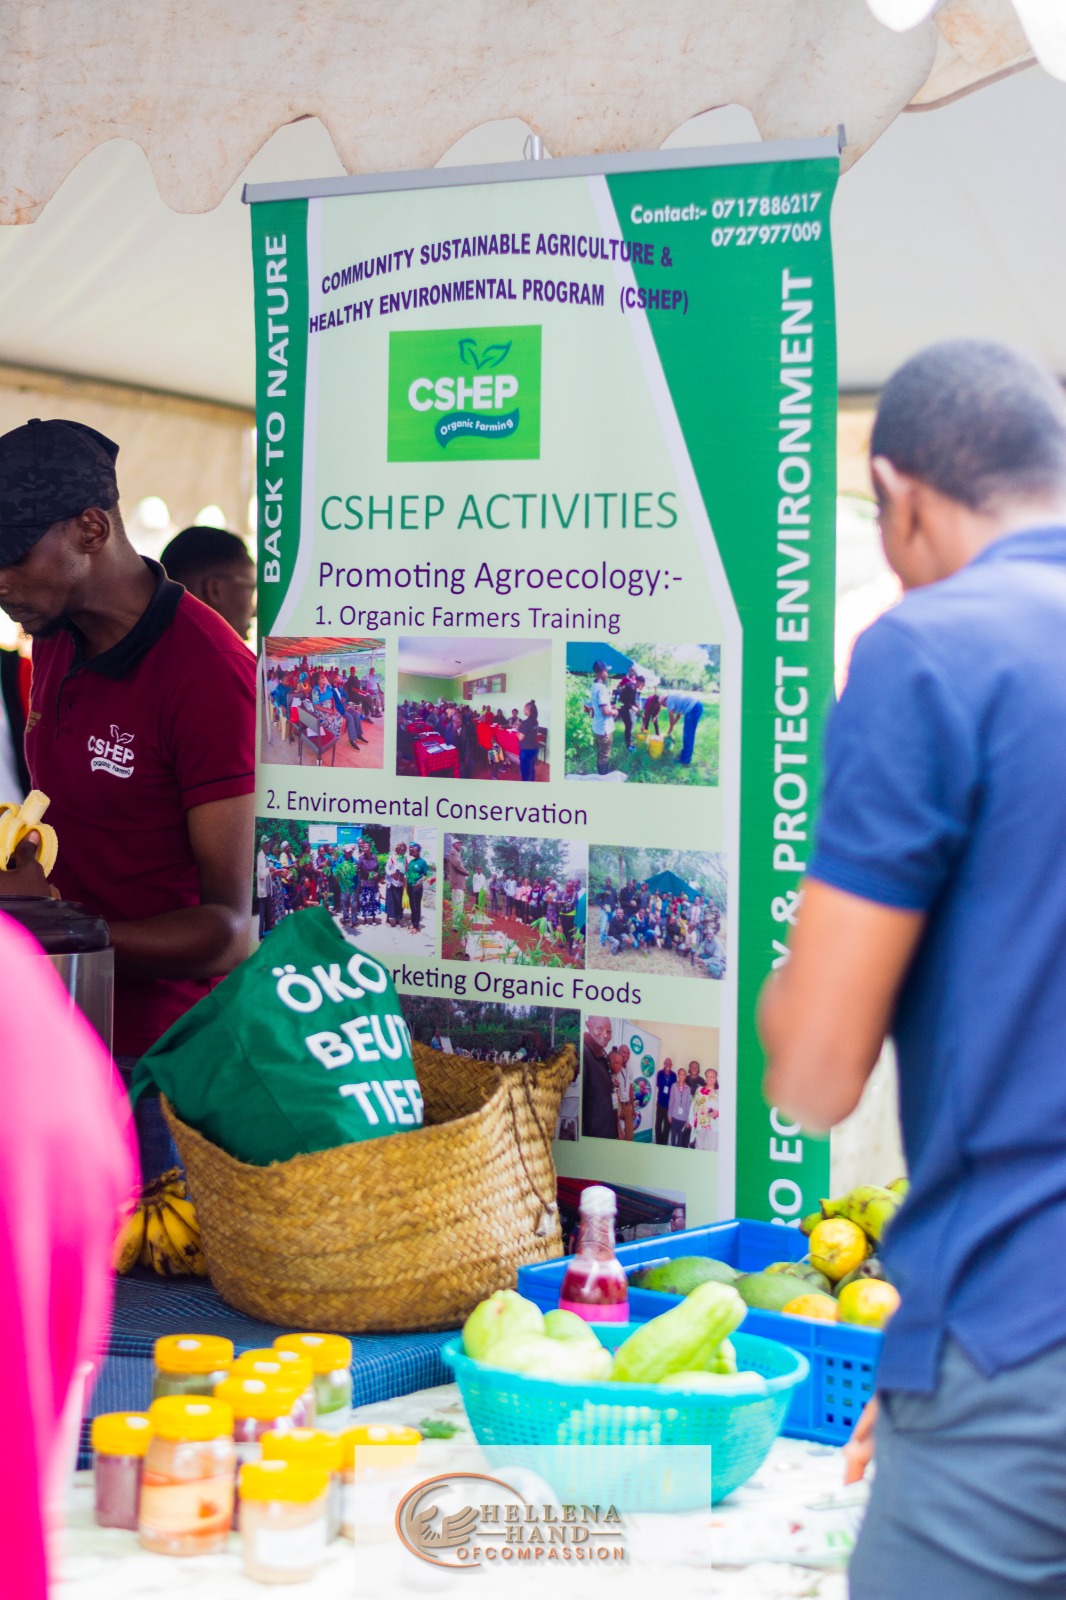 Contact:- 0717886217
0727977009
BACK TO NATURE
COMMUNITY SUSTAINABLE AGRICULTURE &
HEALTHY ENVIRONMENTAL PROGRAM (CSHEP)
CSHEP
Organic Farming
CSHEP ACTIVITIES
Promoting Agroecology:-
1. Organic Farmers Training
2. Enviromental Conservation
Organic Foods
& PROTECT ENVIRONMENT
CSHEP
Organic Farming
ÖKO
BEUT
TIER
HELLENA
HAND
OF COMPASSION